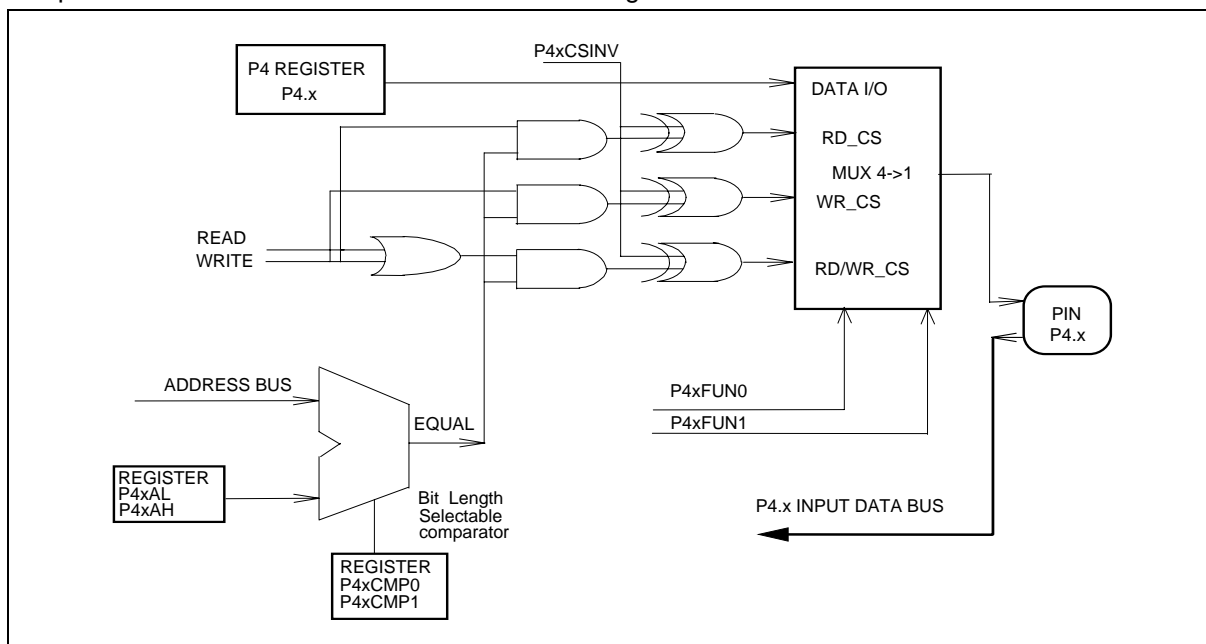 P4xCSINV
P4 REGISTER
P4.x
DATA I/O
RD_CS
MUX 4->1
WR_CS
READ
WRITE
RD/WR_CS
PIN
P4.x
ADDRESS BUS
P4xFUN0
P4xFUN1
EQUAL
REGISTER
P4xAL
P4xAH
Bit Length
Selectable
comparator
P4.x INPUT DATA BUS
REGISTER
P4xCMP0
P4xCMP1